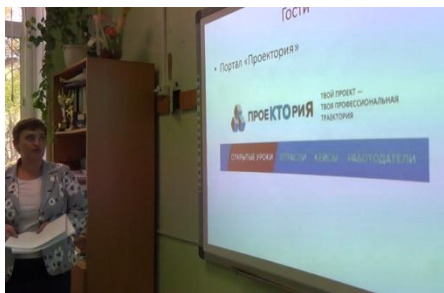 Гости
• Портал «Проектория»
ПРОЕКТОРИЯ
ТВОЙ ПРОЕКТ —
ТВОЯ ПРОФЕССИОНАЛЬНАЯ
ТРАЕКТОРИЯ
ОТКРЫТЫЕ УРОКИ ОТРАСЛИ КЕЙСЫ РАБОТОДАТЕЛИ